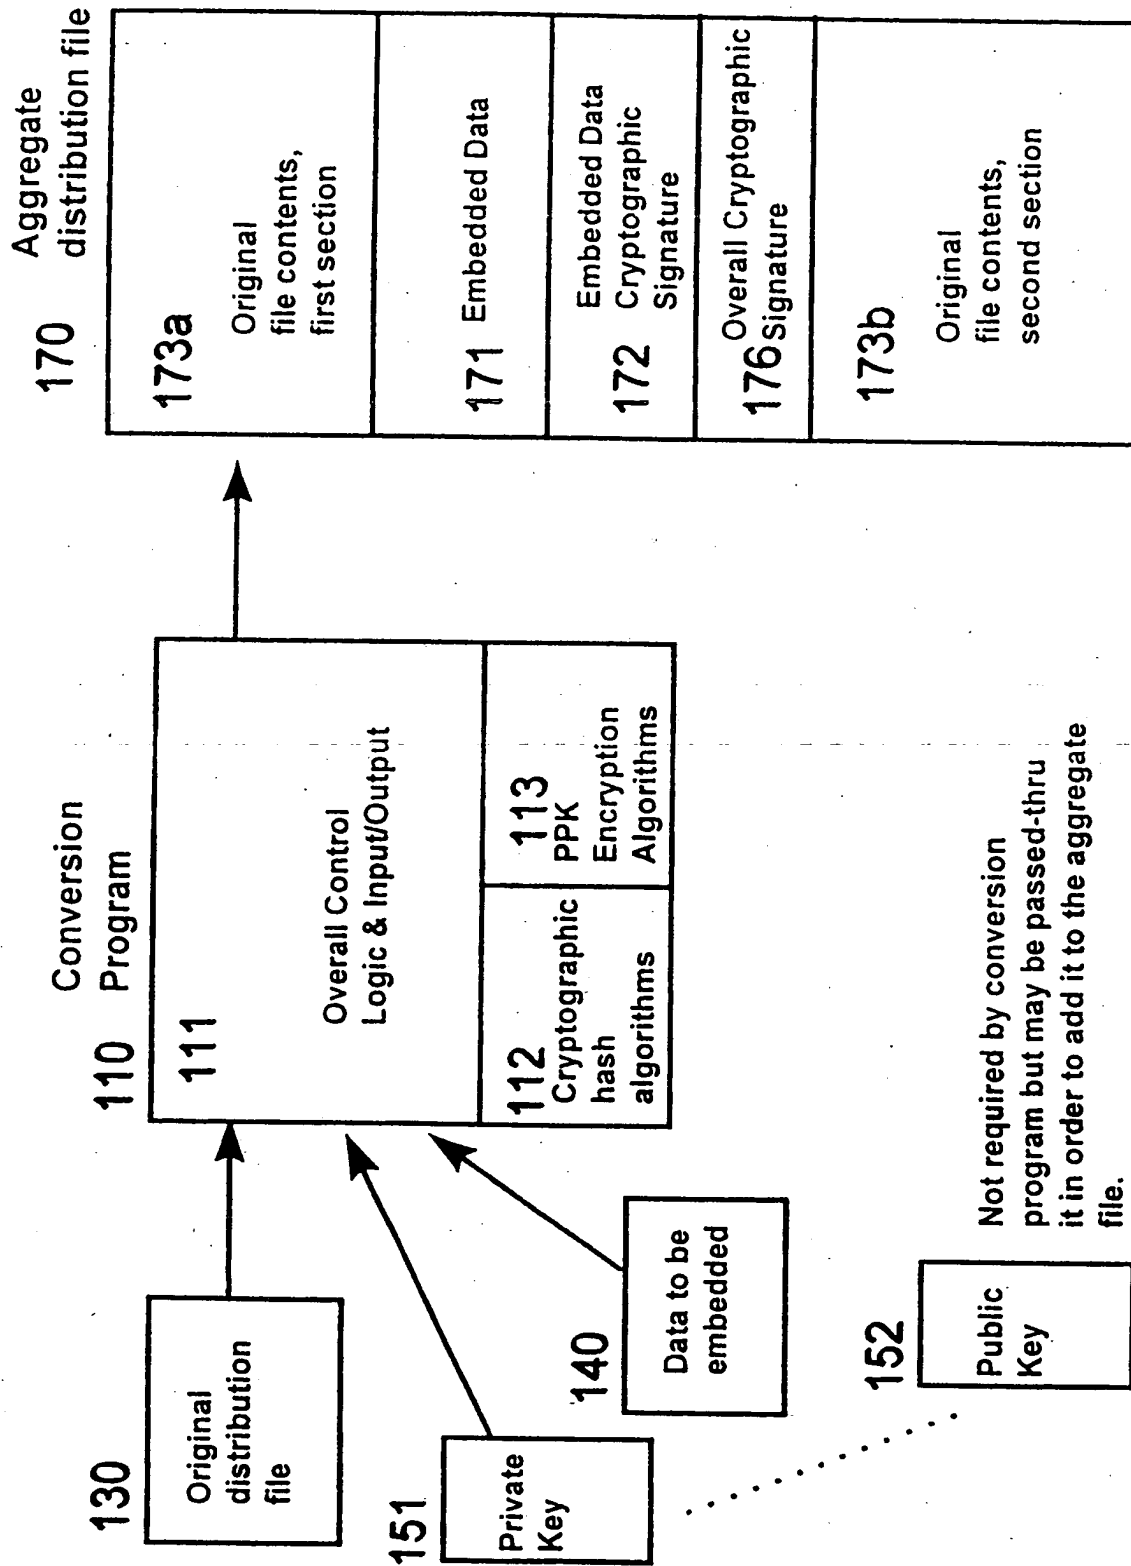 130
Original
distribution
file
151
Private
Key
140
Data to be
embedded
152
Public
Key
Not required by conversion
program but may be passed-thru
it in order to add it to the aggregate
file.
Conversion
110 Program
111
Overall Control
Logic & Input/Output
112
Cryptographic
hash
algorithms
113
PPK
Encryption
Algorithms
Aggregate
170 distribution file
173a
Original
file contents,
first section
171 Embedded Data
Embedded Data
172 Cryptographic
Signature
Overall Cryptographic
176 Signature
173b
Original
file contents,
second section